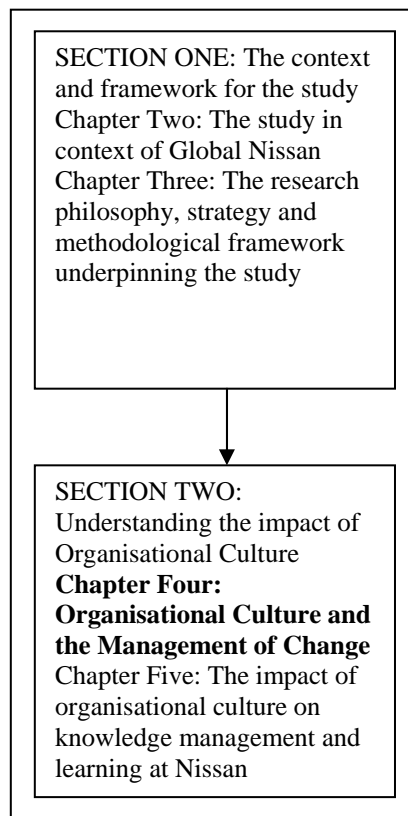 SECTION ONE: The context
and framework for the study
Chapter Two: The study in
context of Global Nissan
Chapter Three: The research
philosophy, strategy and
methodological framework
underpinning the study
SECTION TWO:
Understanding the impact of
Organisational Culture
Chapter Four:
Organisational Culture and
the Management of Change
Chapter Five: The impact of
organisational culture on
knowledge management and
learning at Nissan